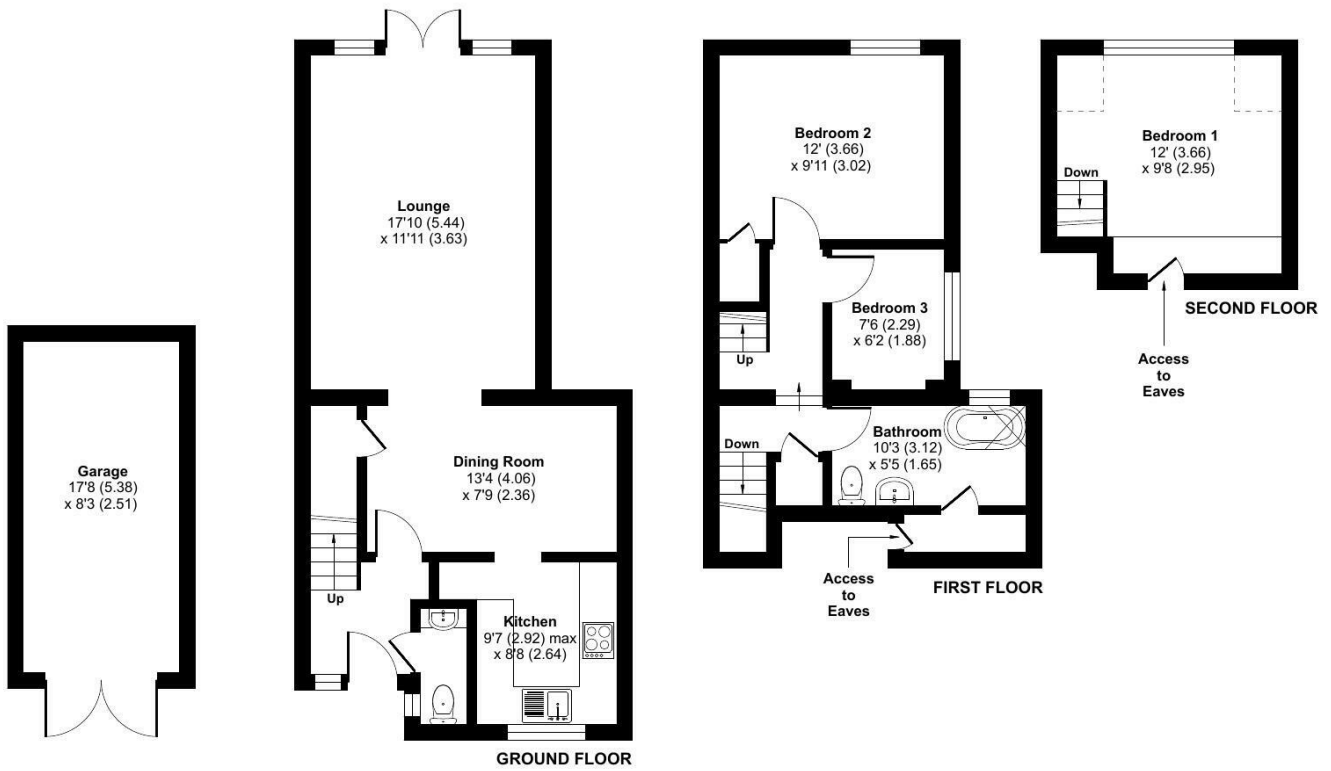 Garage
17'8 (5.38)
x 8'3 (2.51)
Lounge
17'10 (5.44)
x 11'11 (3.63)
Dining Room
13'4 (4.06)
x 7'9 (2.36)
Up
Kitchen
9'7 (2.92) max
x 8'8 (2.64)
GROUND FLOOR
Bedroom 2
12' (3.66)
x 9'11 (3.02)
Bedroom 3
7'6 (2.29)
x 6'2 (1.88)
Up
Down
Bathroom
10'3 (3.12)
x 5'5 (1.65)
Access
to
Eaves
FIRST FLOOR
Bedroom 1
12' (3.66)
x 9'8 (2.95)
Down
SECOND FLOOR
Access
to
Eaves